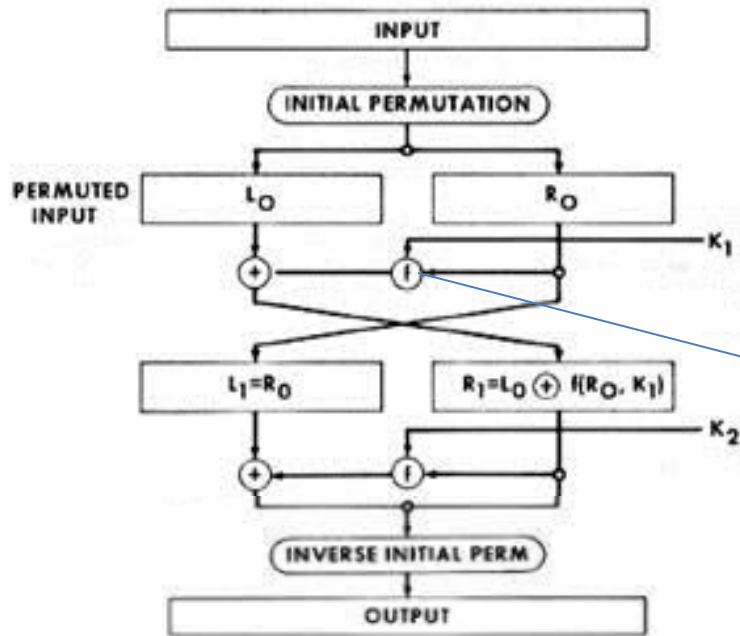 INPUT
INITIAL PERMUTATION
PERMUTED INPUT
L₀
R₀
K₁
+
f
L₁=R₀
R₁=L₀ ⊕ f(R₀, K₁)
K₂
+
f
INVERSE INITIAL PERM
OUTPUT